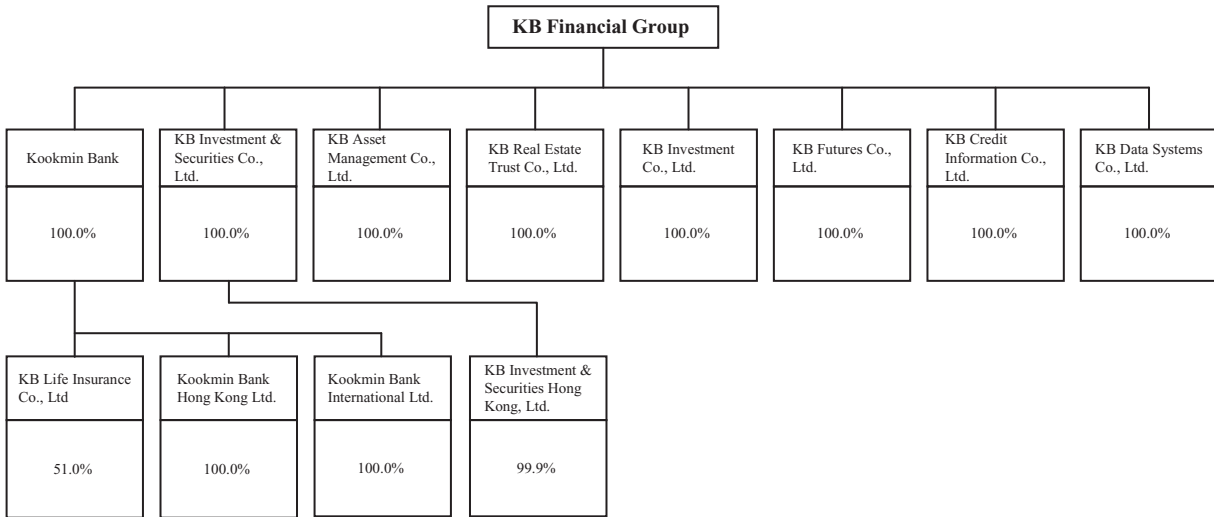 KB Financial Group
Kookmin Bank
KB Investment &
Securities Co.,
Ltd.
KB Asset
Management Co.,
Ltd.
KB Real Estate
Trust Co., Ltd.
KB Investment
Co., Ltd.
KB Futures Co.,
Ltd.
KB Credit
Information Co.,
Ltd.
KB Data Systems
Co., Ltd.
100.0%
100.0%
100.0%
100.0%
100.0%
100.0%
100.0%
100.0%
KB Life Insurance
Co., Ltd
Kookmin Bank
Hong Kong Ltd.
Kookmin Bank
International Ltd.
KB Investment &
Securities Hong
Kong, Ltd.
51.0%
100.0%
100.0%
99.9%